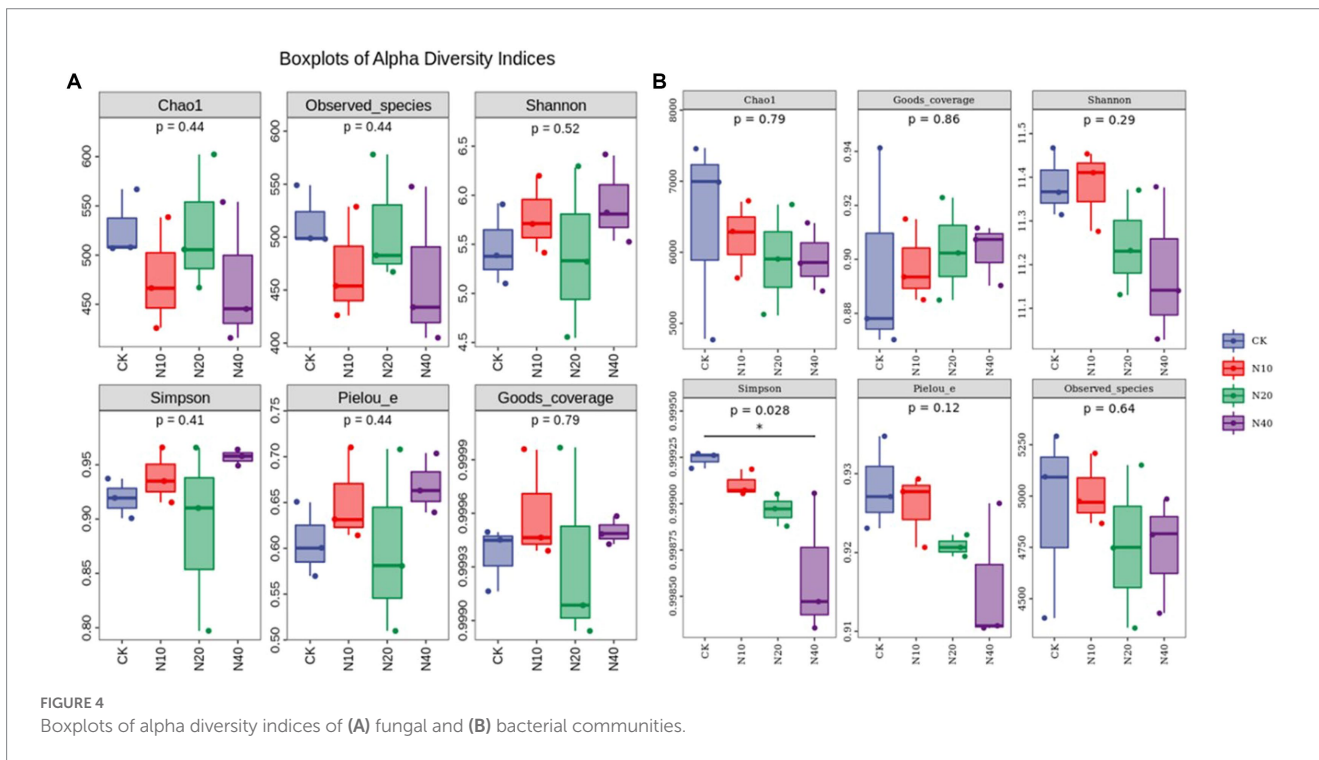 Boxplots of Alpha Diversity Indices
A
Chao1
Observed_species
Shannon
p = 0.44
p = 0.44
p = 0.52
600
550
500
450
600
550
500
450
400
6.5
6.0
5.5
5.0
4.5
CK
N10
N20
N40
CK
N10
N20
N40
CK
N10
N20
N40
Simpson
Pielou_e
Goods_coverage
p = 0.41
p = 0.44
p = 0.79
0.95
0.90
0.85
0.80
0.75
0.70
0.65
0.60
0.55
0.50
0.9999
0.9996
0.9993
0.9990
CK
N10
N20
N40
CK
N10
N20
N40
CK
N10
N20
N40
B
Chao1
Goods_coverage
Shannon
p = 0.79
p = 0.86
p = 0.29
8000
7000
6000
5000
0.94
0.92
0.90
0.88
11.5
11.4
11.3
11.2
11.1
CK
N10
N20
N40
CK
N10
N20
N40
CK
N10
N20
N40
Simpson
Pielou_e
Observed_species
p = 0.028
p = 0.12
p = 0.64
*
0.99950
0.99925
0.99900
0.99875
0.99850
0.93
0.92
0.91
5250
5000
4750
4500
CK
N10
N20
N40
CK
N10
N20
N40
CK
N10
N20
N40
CK
N10
N20
N40
FIGURE 4
Boxplots of alpha diversity indices of (A) fungal and (B) bacterial communities.